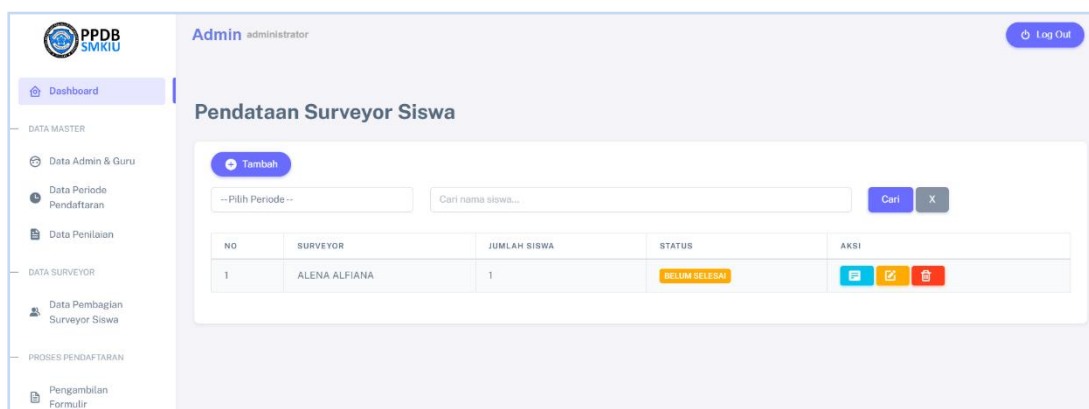 PPDB
SMKIU
Admin administrator
Log Out
Dashboard
Pendataan Surveyor Siswa
DATA MASTER
Data Admin & Guru
Data Periode
Pendaftaran
Data Penilaian
DATA SURVEYOR
Data Pembagian
Surveyor Siswa
PROSES PENDAFTARAN
Pengambilan
Formulir
Tambah
--Pilih Periode--
Cari nama siswa...
Cari
X
NO SURVEYOR JUMLAH SISWA STATUS AKSI
1 ALENA ALFIANA 1 BELUM SELESAI